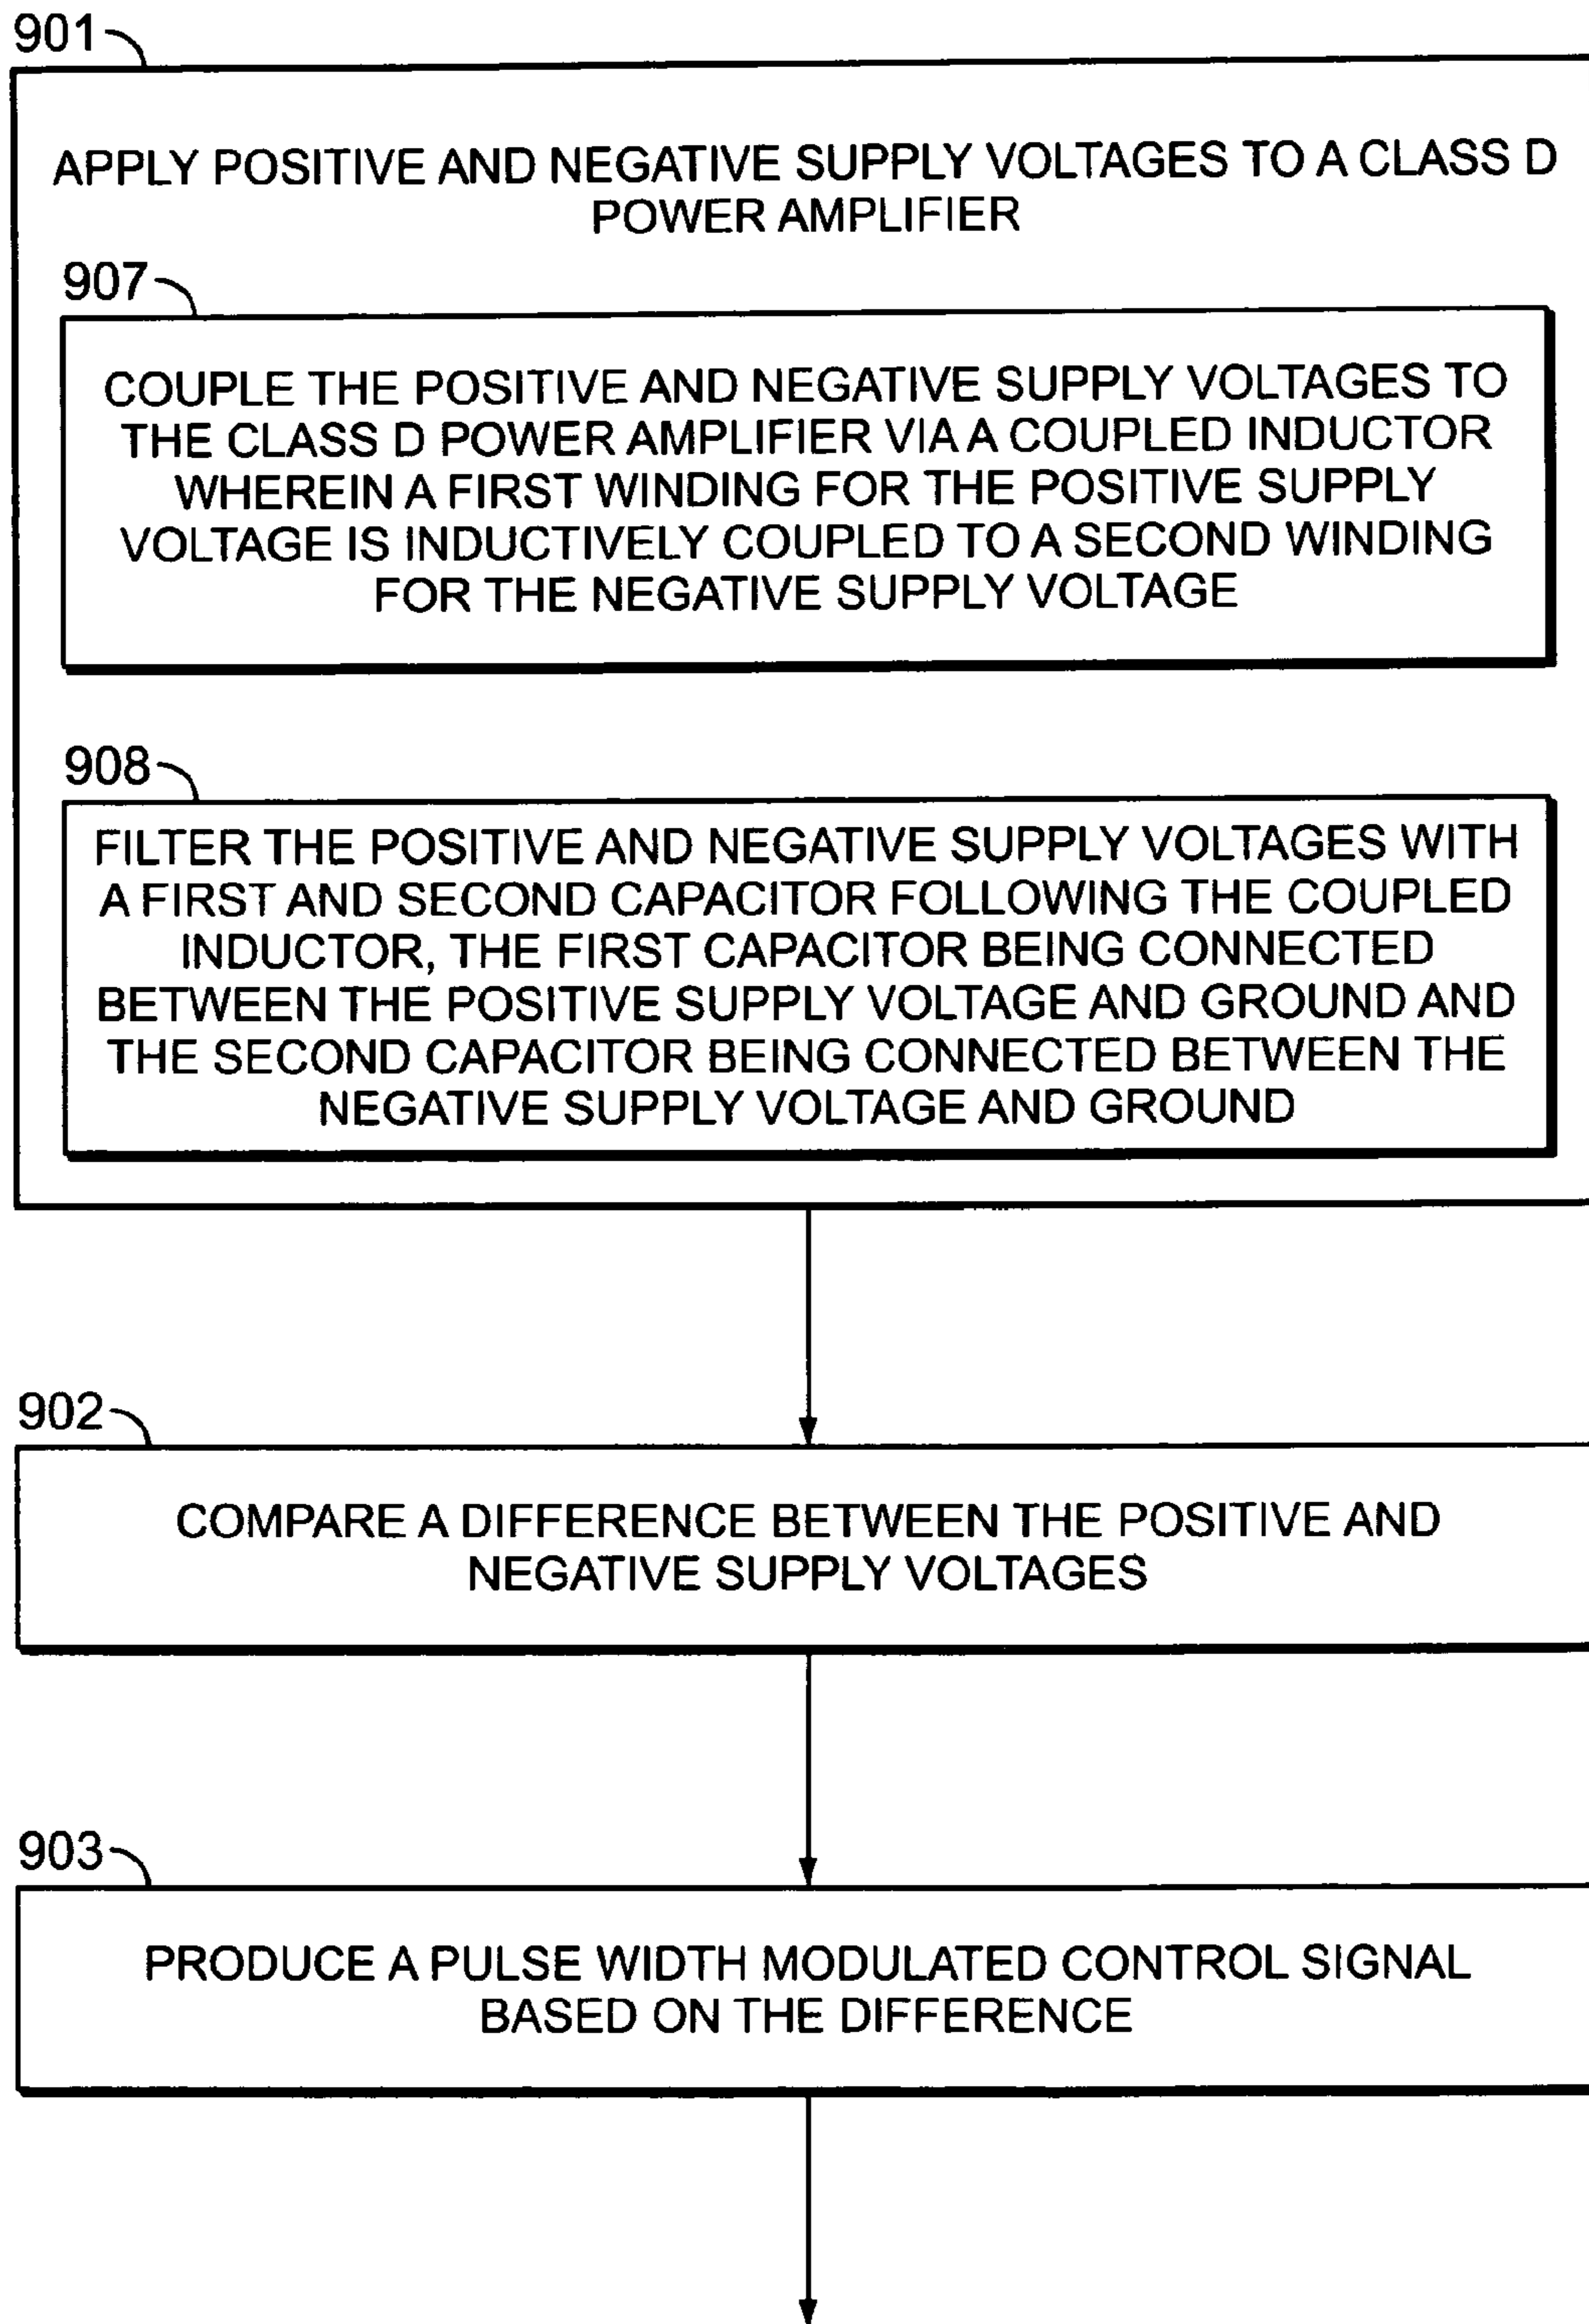 901
APPLY POSITIVE AND NEGATIVE SUPPLY VOLTAGES TO A CLASS D
POWER AMPLIFIER
907
COUPLE THE POSITIVE AND NEGATIVE SUPPLY VOLTAGES TO
THE CLASS D POWER AMPLIFIER VIA A COUPLED INDUCTOR
WHEREIN A FIRST WINDING FOR THE POSITIVE SUPPLY
VOLTAGE IS INDUCTIVELY COUPLED TO A SECOND WINDING
FOR THE NEGATIVE SUPPLY VOLTAGE
908
FILTER THE POSITIVE AND NEGATIVE SUPPLY VOLTAGES WITH
A FIRST AND SECOND CAPACITOR FOLLOWING THE COUPLED
INDUCTOR, THE FIRST CAPACITOR BEING CONNECTED
BETWEEN THE POSITIVE SUPPLY VOLTAGE AND GROUND AND
THE SECOND CAPACITOR BEING CONNECTED BETWEEN THE
NEGATIVE SUPPLY VOLTAGE AND GROUND
902
COMPARE A DIFFERENCE BETWEEN THE POSITIVE AND
NEGATIVE SUPPLY VOLTAGES
903
PRODUCE A PULSE WIDTH MODULATED CONTROL SIGNAL
BASED ON THE DIFFERENCE